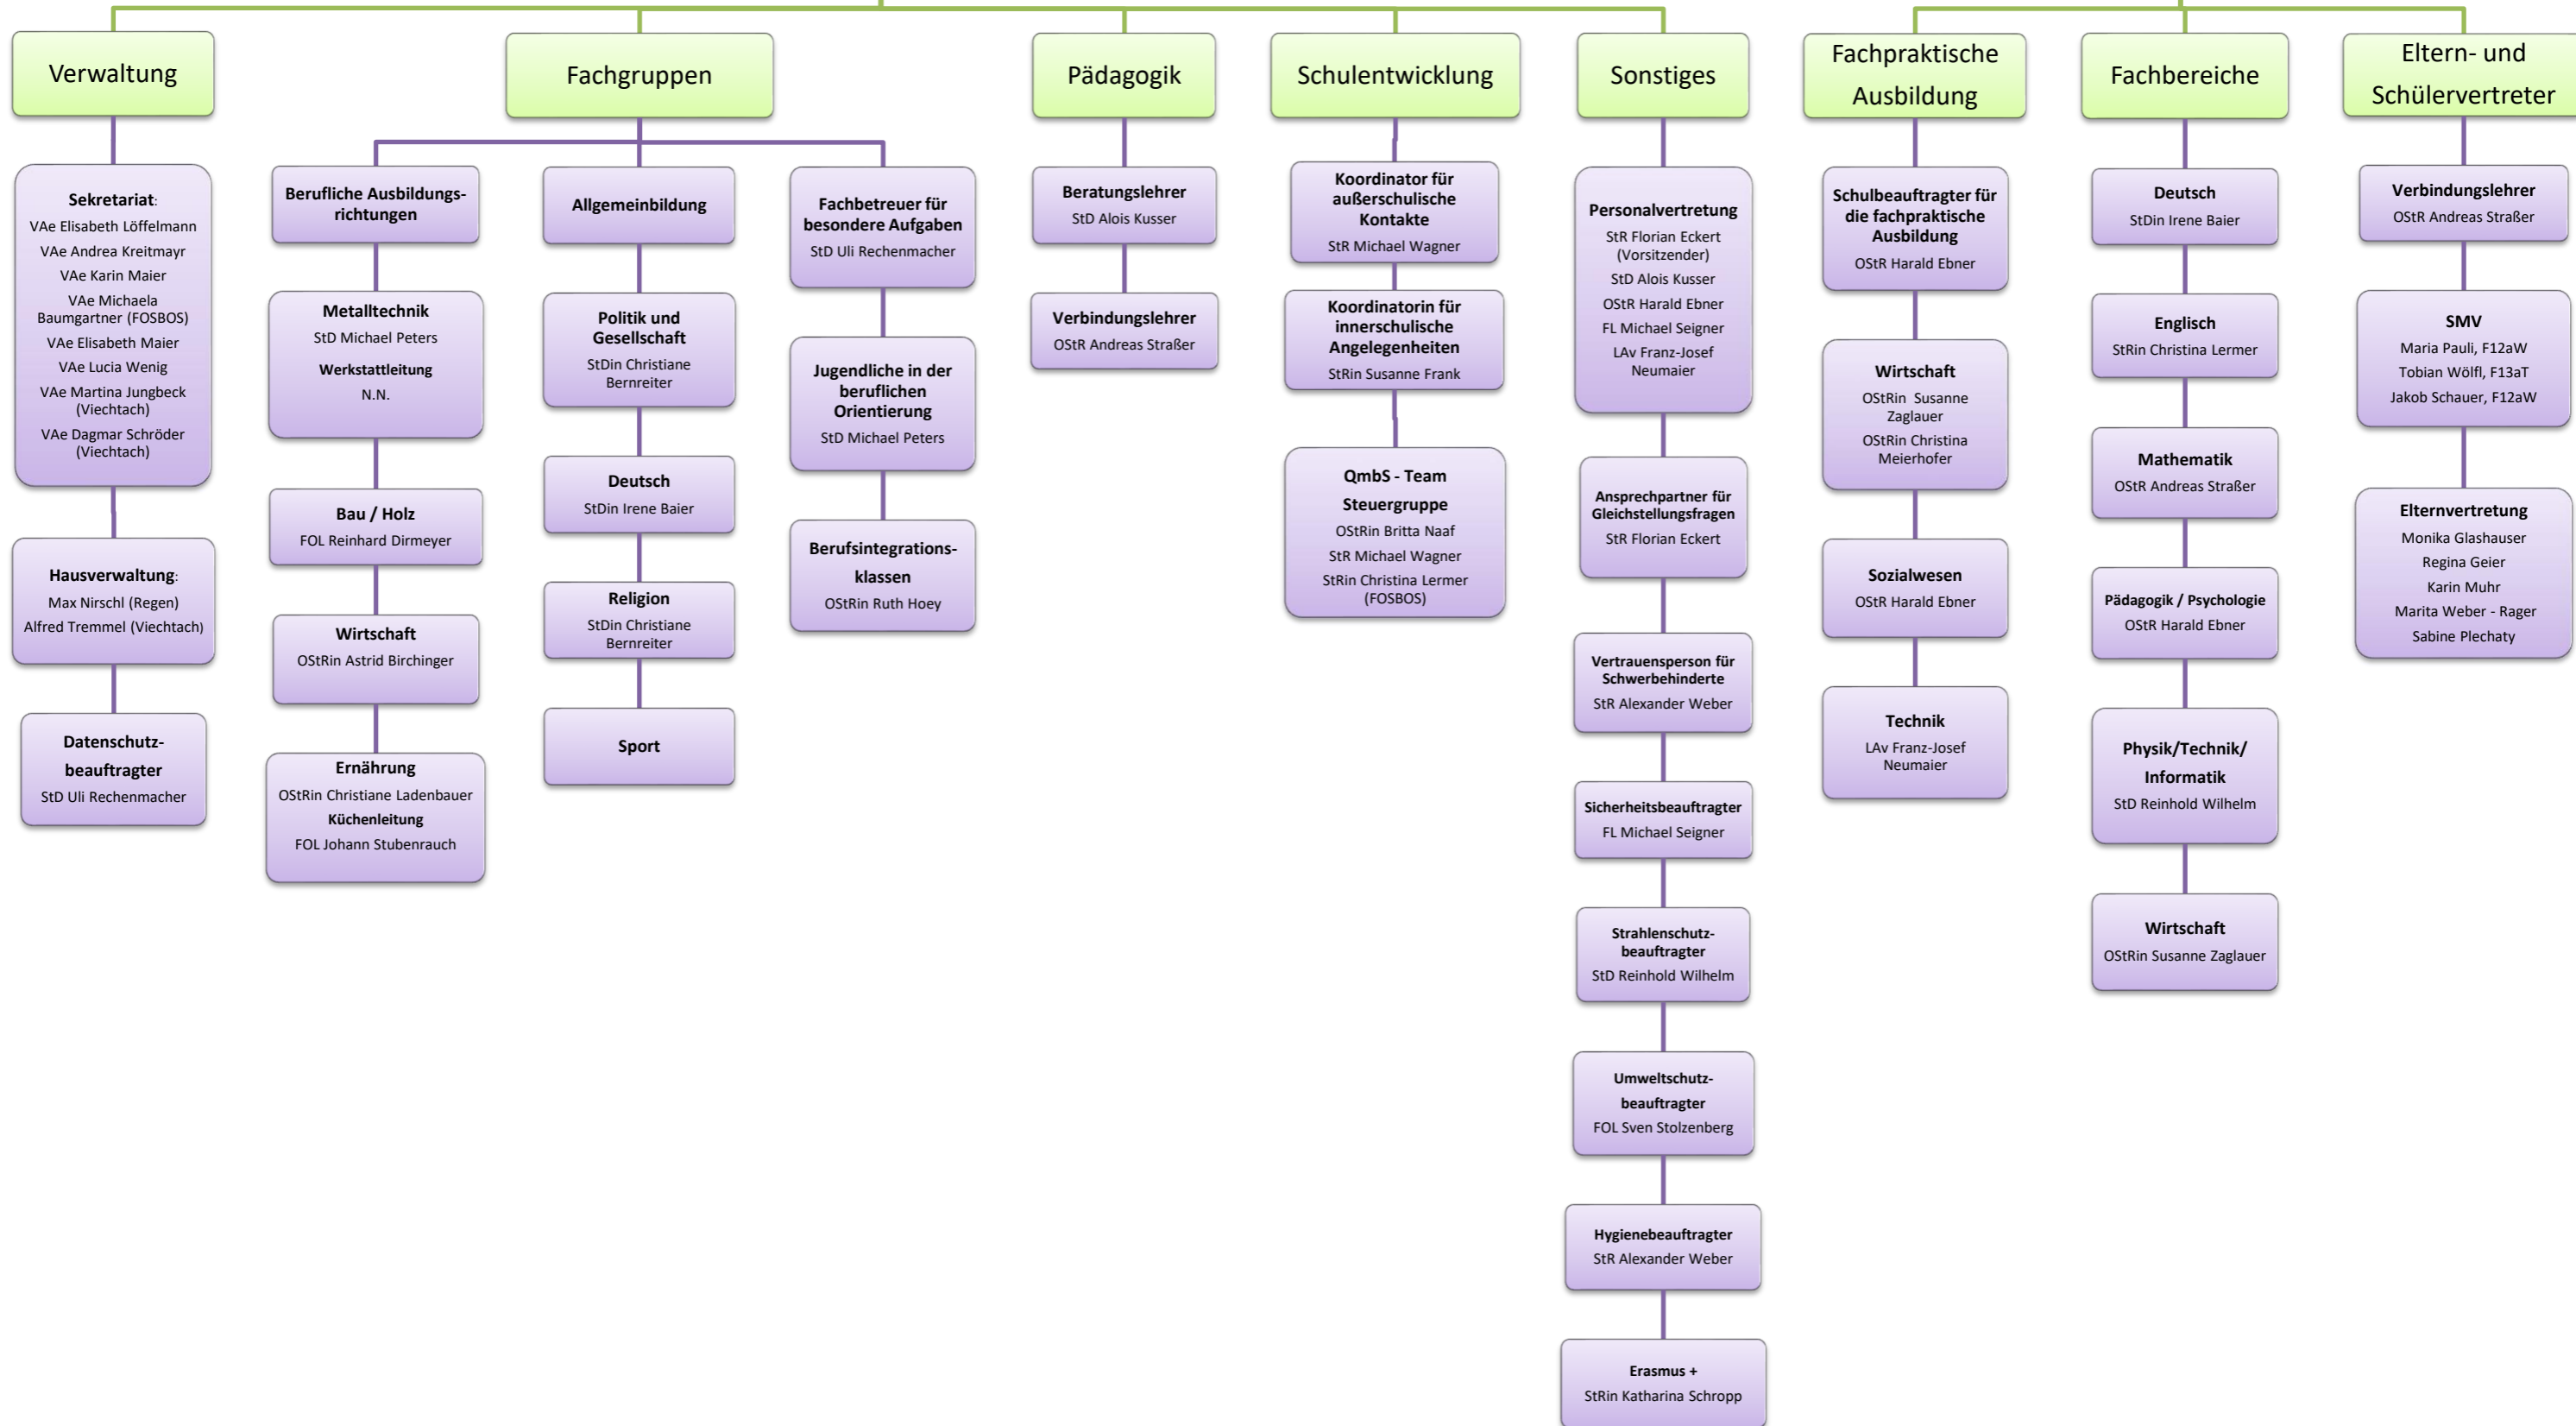 Verwaltung
Sekretariat:
VAe Elisabeth Löffelmann
VAe Andrea Kreitmayr
VAe Karin Maier
VAe Michaela
Baumgartner (FOSBOS)
VAe Elisabeth Maier
VAe Lucia Wenig
VAe Martina Jungbeck
(Viechtach)
VAe Dagmar Schröder
(Viechtach)
Hausverwaltung:
Max Nirschl (Regen)
Alfred Tremmel (Viechtach)
Datenschutz-
beauftragter
StD Uli Rechenmacher
Fachgruppen
Berufliche Ausbildungs-
richtungen
Metalltechnik
StD Michael Peters
Werkstattleitung
N.N.
Bau / Holz
FOL Reinhard Dirmeyer
Wirtschaft
OStRin Astrid Birchinger
Ernährung
OStRin Christiane Ladenbauer
Küchenleitung
FOL Johann Stubenrauch
Allgemeinbildung
Politik und
Gesellschaft
StDin Christiane
Bernreiter
Deutsch
StDin Irene Baier
Religion
StDin Christiane
Bernreiter
Sport
Fachbetreuer für
besondere Aufgaben
StD Uli Rechenmacher
Jugendliche in der
beruflichen
Orientierung
StD Michael Peters
Berufsintegrations-
klassen
OStRin Ruth Hoey
Pädagogik
Beratungslehrer
StD Alois Kusser
Verbindungslehrer
OStR Andreas Straßer
Schulentwicklung
Koordinator für
außerschulische
Kontakte
StR Michael Wagner
Koordinatorin für
innerschulische
Angelegenheiten
StRin Susanne Frank
QmbS - Team
Steuergruppe
OStRin Britta Naaf
StR Michael Wagner
StRin Christina Lermer
(FOSBOS)
Sonstiges
Personalvertretung
StR Florian Eckert
(Vorsitzender)
StD Alois Kusser
OStR Harald Ebner
FL Michael Seigner
LAv Franz-Josef
Neumaier
Ansprechpartner für
Gleichstellungsfragen
StR Florian Eckert
Vertrauensperson für
Schwerbehinderte
StR Alexander Weber
Sicherheitsbeauftragter
FL Michael Seigner
Strahlenschutz-
beauftragter
StD Reinhold Wilhelm
Umweltschutz-
beauftragter
FOL Sven Stolzenberg
Hygienebeauftragter
StR Alexander Weber
Erasmus +
StRin Katharina Schropp
Fachpraktische
Ausbildung
Schulbeauftragter für
die fachpraktische
Ausbildung
OStR Harald Ebner
Wirtschaft
OStRin Susanne
Zaglauer
OStRin Christina
Meierhofer
Sozialwesen
OStR Harald Ebner
Technik
LAv Franz-Josef
Neumaier
Fachbereiche
Deutsch
StDin Irene Baier
Englisch
StRin Christina Lermer
Mathematik
OStR Andreas Straßer
Pädagogik / Psychologie
OStR Harald Ebner
Physik/Technik/
Informatik
StD Reinhold Wilhelm
Wirtschaft
OStRin Susanne Zaglauer
Eltern- und
Schülervertreter
Verbindungslehrer
OStR Andreas Straßer
SMV
Maria Pauli, F12aW
Tobian Wölfl, F13aT
Jakob Schauer, F12aW
Elternvertretung
Monika Glashauser
Regina Geier
Karin Muhr
Marita Weber - Rager
Sabine Plechaty